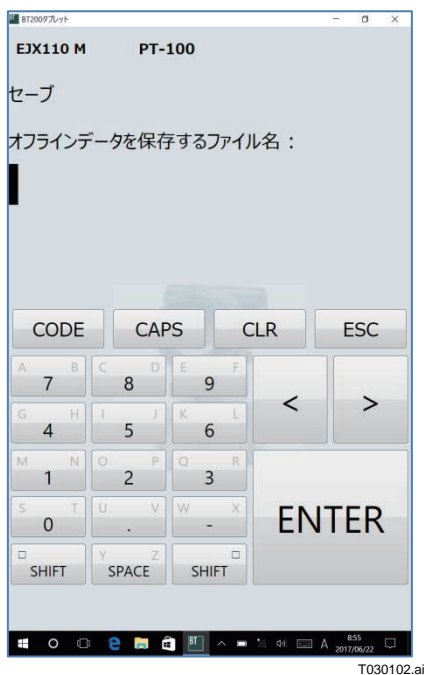 BT200タブレット
EJX110 M PT-100
セーブ
オフラインデータを保存するファイル名：
CODE CAPS CLR ESC
A B C D E F
7 8 9 < >
G H I J K L
4 5 6
M N O P Q R
1 2 3 ENTER
S T U V W X
0 . -
□ Y Z □
SHIFT SPACE SHIFT
BT A 8:55
2017/06/22
T030102.ai